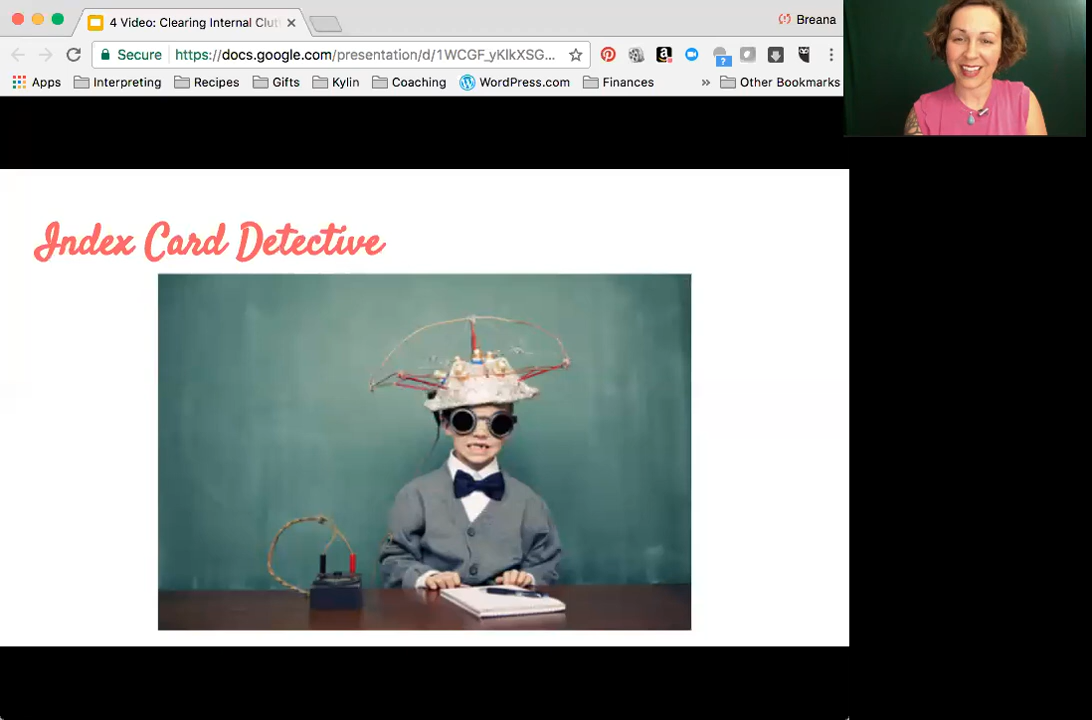 4 Video: Clearing Internal Clut
Breana
Secure https://docs.google.com/presentation/d/1WCGF_yKlkXSG...
?
Apps Interpreting Recipes Gifts Kylin Coaching WordPress.com Finances » Other Bookmarks
Index Card Detective